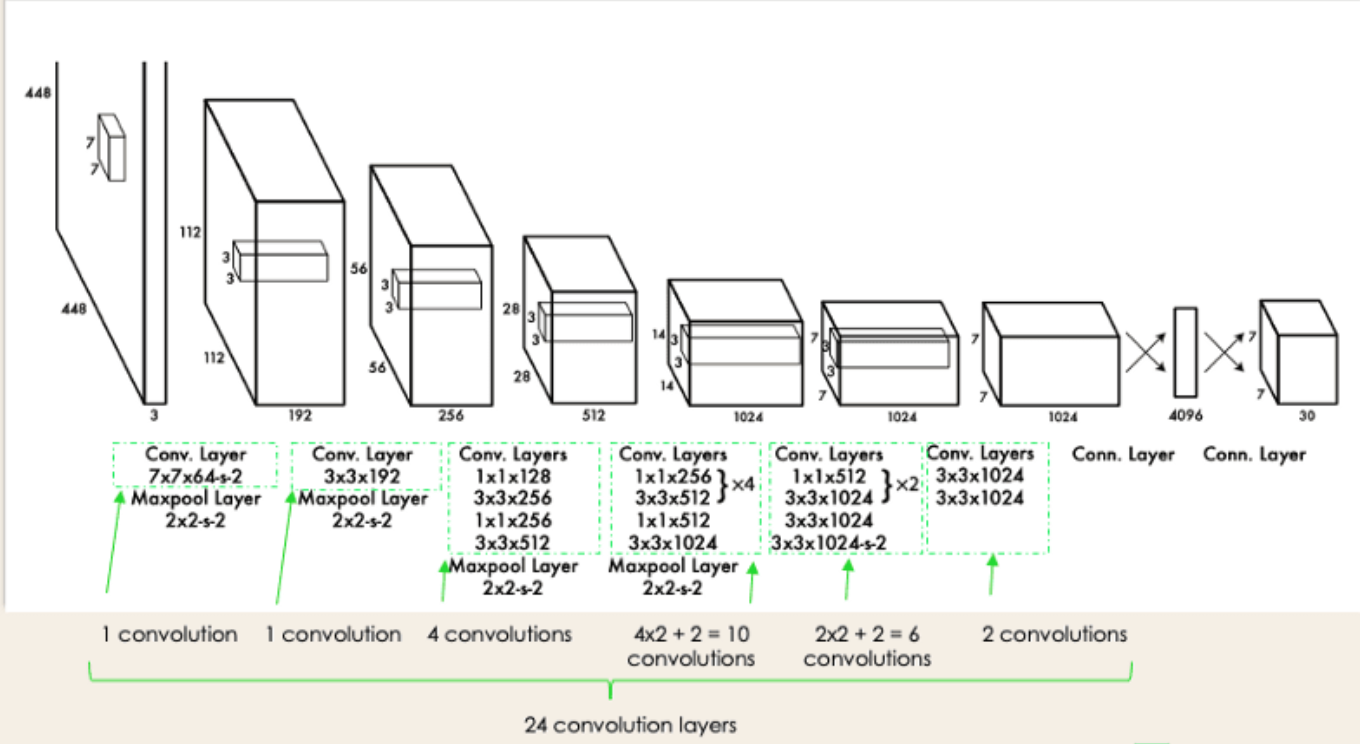 448
7
7
448
3
112
3
3
112
192
56
3
3
56
256
28
3
3
28
512
14
3
3
14
1024
7
3
3
7
1024
7
7
1024
4096
7
7
30
Conv. Layer
7x7x64-s-2
Maxpool Layer
2x2-s-2
Conv. Layer
3x3x192
Maxpool Layer
2x2-s-2
Conv. Layers
1x1x128
3x3x256
1x1x256
3x3x512
Maxpool Layer
2x2-s-2
Conv. Layers
1x1x256
3x3x512 }×4
1x1x512
3x3x1024
Maxpool Layer
2x2-s-2
Conv. Layers
1x1x512
3x3x1024 }×2
3x3x1024
3x3x1024-s-2
Conv. Layers
3x3x1024
3x3x1024
Conn. Layer
Conn. Layer
1 convolution
1 convolution
4 convolutions
4x2 + 2 = 10
convolutions
2x2 + 2 = 6
convolutions
2 convolutions
24 convolution layers